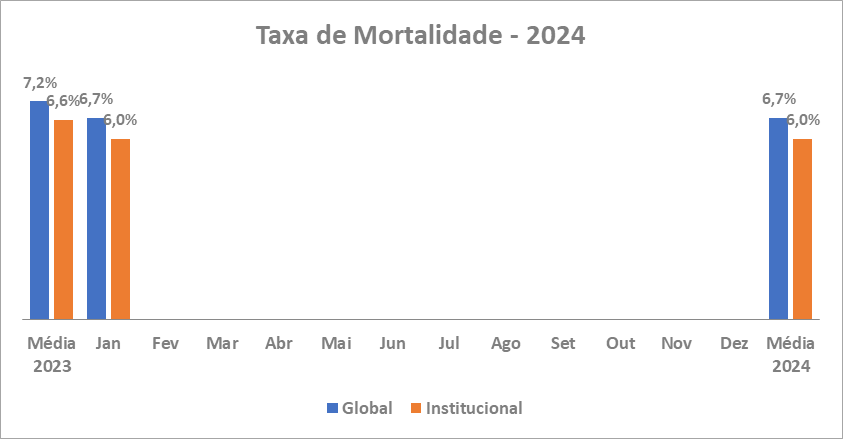 Taxa de Mortalidade - 2024
7,2%
6,6%
6,7%
6,0%
6,7%
6,0%
Média 2023
Jan
Fev
Mar
Abr
Mai
Jun
Jul
Ago
Set
Out
Nov
Dez
Média 2024
Global
Institucional